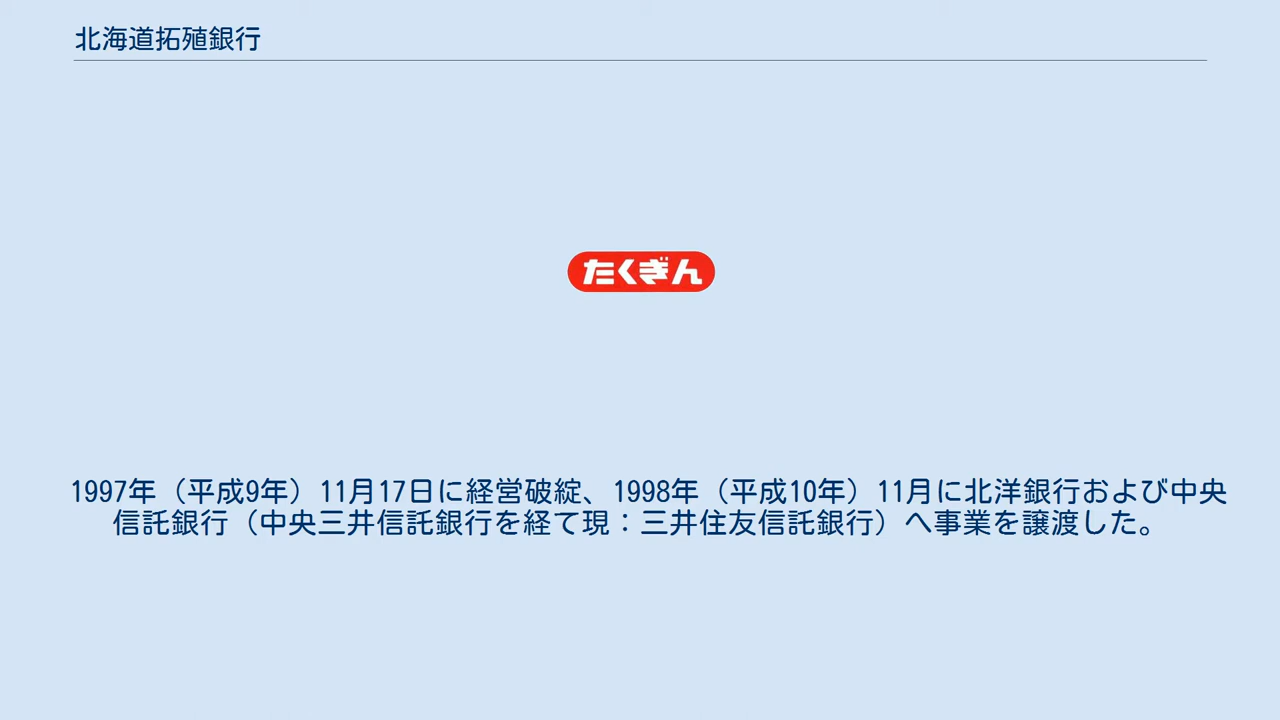 北海道拓殖銀行
たくぎん
1997年（平成9年）11月17日に経営破綻、1998年（平成10年）11月に北洋銀行および中央
信託銀行（中央三井信託銀行を経て現：三井住友信託銀行）へ事業を譲渡した。